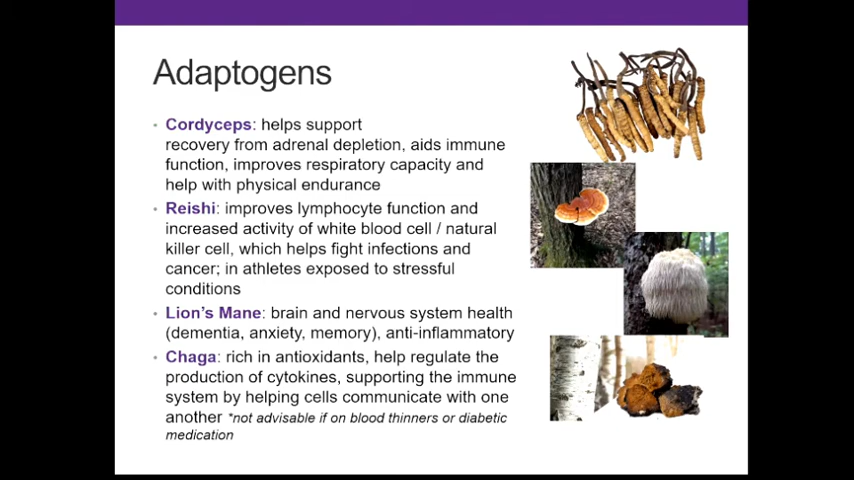 Adaptogens
Cordyceps: helps support
recovery from adrenal depletion, aids immune
function, improves respiratory capacity and
help with physical endurance
Reishi: improves lymphocyte function and
increased activity of white blood cell / natural
killer cell, which helps fight infections and
cancer; in athletes exposed to stressful
conditions
Lion's Mane: brain and nervous system health
(dementia, anxiety, memory), anti-inflammatory
Chaga: rich in antioxidants, help regulate the
production of cytokines, supporting the immune
system by helping cells communicate with one
another *not advisable if on blood thinners or diabetic
medication